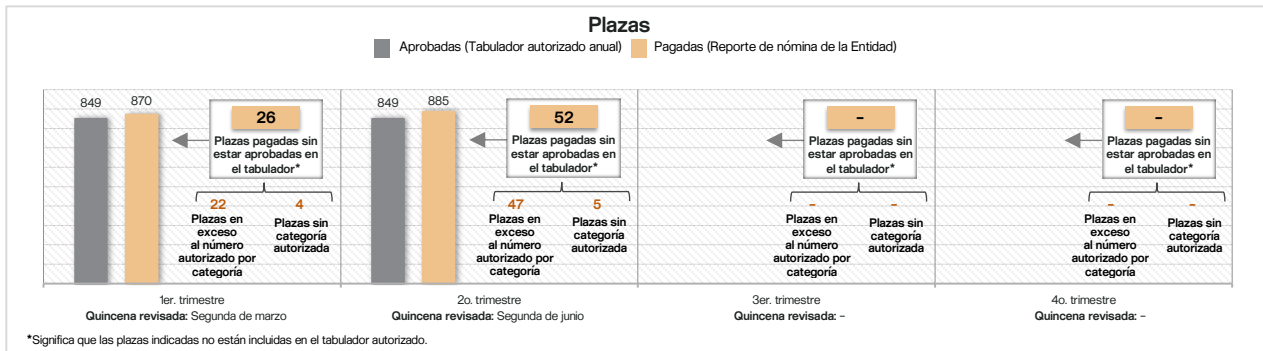 Plazas
Aprobadas (Tabulador autorizado anual)
Pagadas (Reporte de nómina de la Entidad)
849
870
26
Plazas pagadas sin
estar aprobadas en
el tabulador*
22
4
Plazas en
exceso
al número
autorizado por
categoría
Plazas sin
categoría
autorizada
849
885
52
Plazas pagadas sin
estar aprobadas en
el tabulador*
47
5
Plazas en
exceso
al número
autorizado por
categoría
Plazas sin
categoría
autorizada
-
Plazas pagadas sin
estar aprobadas en
el tabulador*
-
-
Plazas en
exceso
al número
autorizado por
categoría
Plazas sin
categoría
autorizada
-
Plazas pagadas sin
estar aprobadas en
el tabulador*
-
-
Plazas en
exceso
al número
autorizado por
categoría
Plazas sin
categoría
autorizada
1er. trimestre
Quincena revisada: Segunda de marzo
2o. trimestre
Quincena revisada: Segunda de junio
3er. trimestre
Quincena revisada: -
4o. trimestre
Quincena revisada: -
*Significa que las plazas indicadas no están incluidas en el tabulador autorizado.